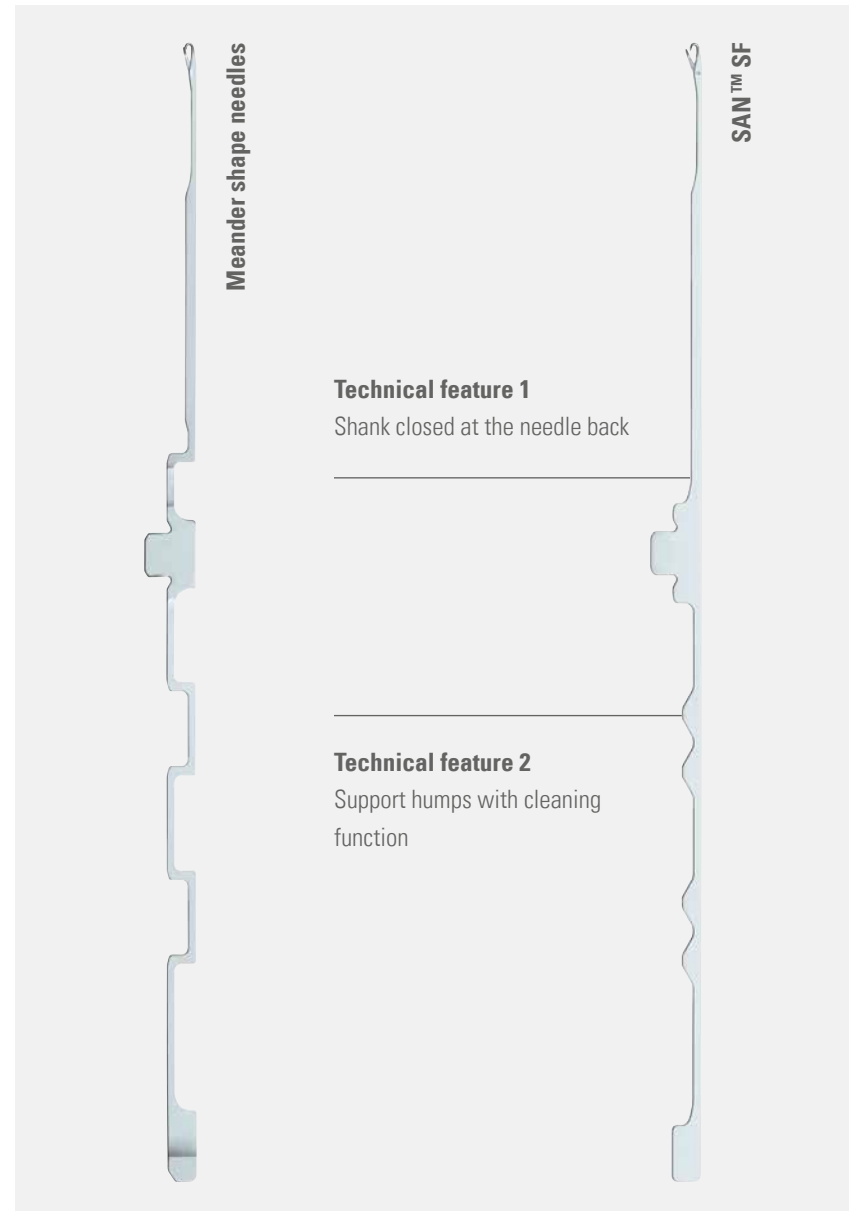 Meander shape needles
SAN™ SF
Technical feature 1
Shank closed at the needle back
Technical feature 2
Support humps with cleaning
function